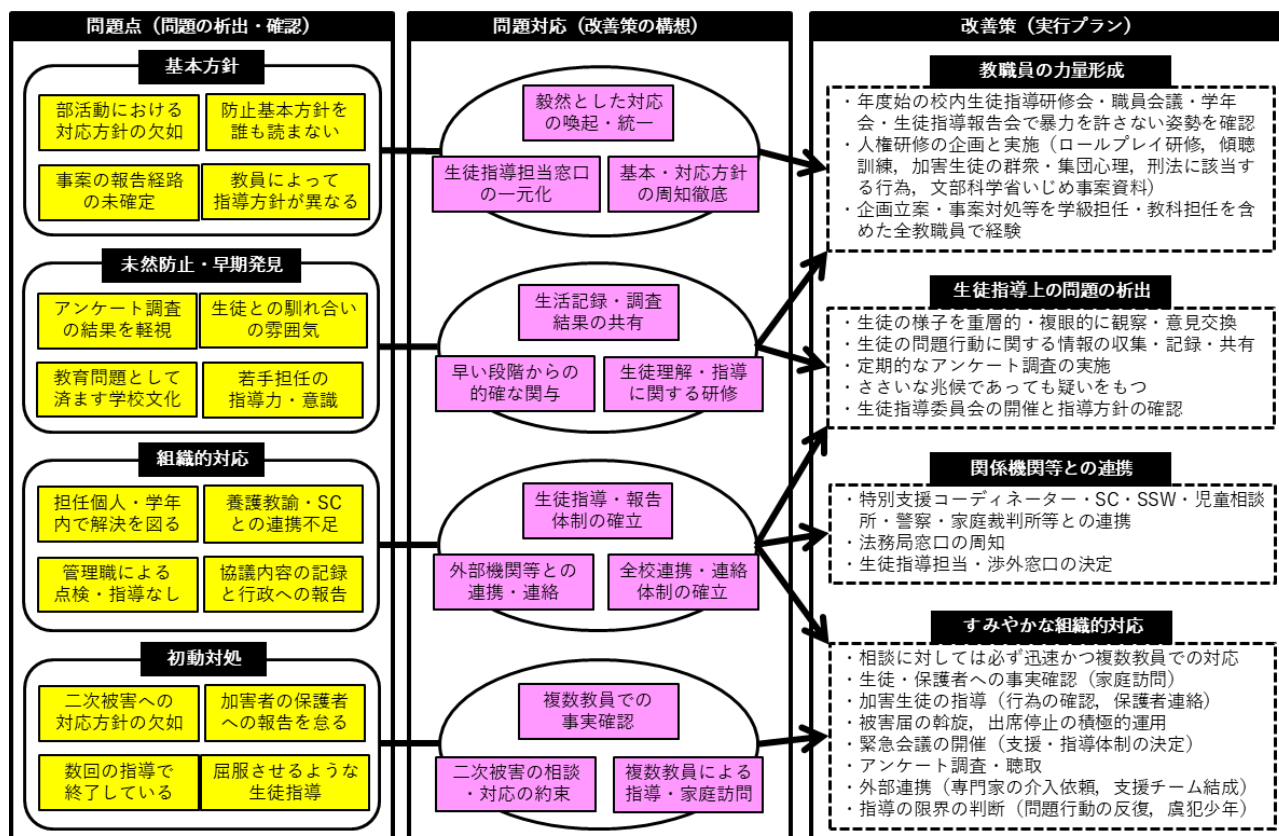 問題点（問題の析出・確認）
基本方針
部活動における
対応方針の欠如
防止基本方針を
誰も読まない
事案の報告経路
の未確定
教員によって
指導方針が異なる
未然防止・早期発見
アンケート調査
の結果を軽視
生徒との馴れ合い
の雰囲気
教育問題として
済ます学校文化
若手担任の
指導力・意識
組織的対応
担任個人・学年
内で解決を図る
養護教諭・SC
との連携不足
管理職による
点検・指導なし
協議内容の記録
と行政への報告
初動対処
二次被害への
対応方針の欠如
加害者の保護者
への報告を怠る
数回の指導で
終了している
屈服させるような
生徒指導
問題対応（改善策の構想）
毅然とした対応
の喚起・統一
生徒指導担当窓口
の一元化
基本・対応方針
の周知徹底
生活記録・調査
結果の共有
早い段階からの
的確な関与
生徒理解・指導
に関する研修
生徒指導・報告
体制の確立
外部機関等との
連携・連絡
全校連携・連絡
体制の確立
複数教員での
事実確認
二次被害の相談
・対応の約束
複数教員による
指導・家庭訪問
改善策（実行プラン）
教職員の力量形成
・年度始の校内生徒指導研修会・職員会議・学年
会・生徒指導報告会で暴力を許さない姿勢を確認
・人権研修の企画と実施（ロールプレイ研修，傾聴
訓練，加害生徒の群衆・集団心理，刑法に該当す
る行為，文部科学省いじめ事案資料）
・企画立案・事案対処等を学級担任・教科担任を含
めた全教職員で経験
生徒指導上の問題の析出
・生徒の様子を重層的・複眼的に観察・意見交換
・生徒の問題行動に関する情報の収集・記録・共有
・定期的なアンケート調査の実施
・ささいな兆候であっても疑いをもつ
・生徒指導委員会の開催と指導方針の確認
関係機関等との連携
・特別支援コーディネーター・SC・SSW・児童相談
所・警察・家庭裁判所等との連携
・法務局窓口の周知
・生徒指導担当・渉外窓口の決定
すみやかな組織的対応
・相談に対しては必ず迅速かつ複数教員での対応
・生徒・保護者への事実確認（家庭訪問）
・加害生徒の指導（行為の確認，保護者連絡）
・被害届の斡旋，出席停止の積極的運用
・緊急会議の開催（支援・指導体制の決定）
・アンケート調査・聴取
・外部連携（専門家の介入依頼，支援チーム結成）
・指導の限界の判断（問題行動の反復，虞犯少年）